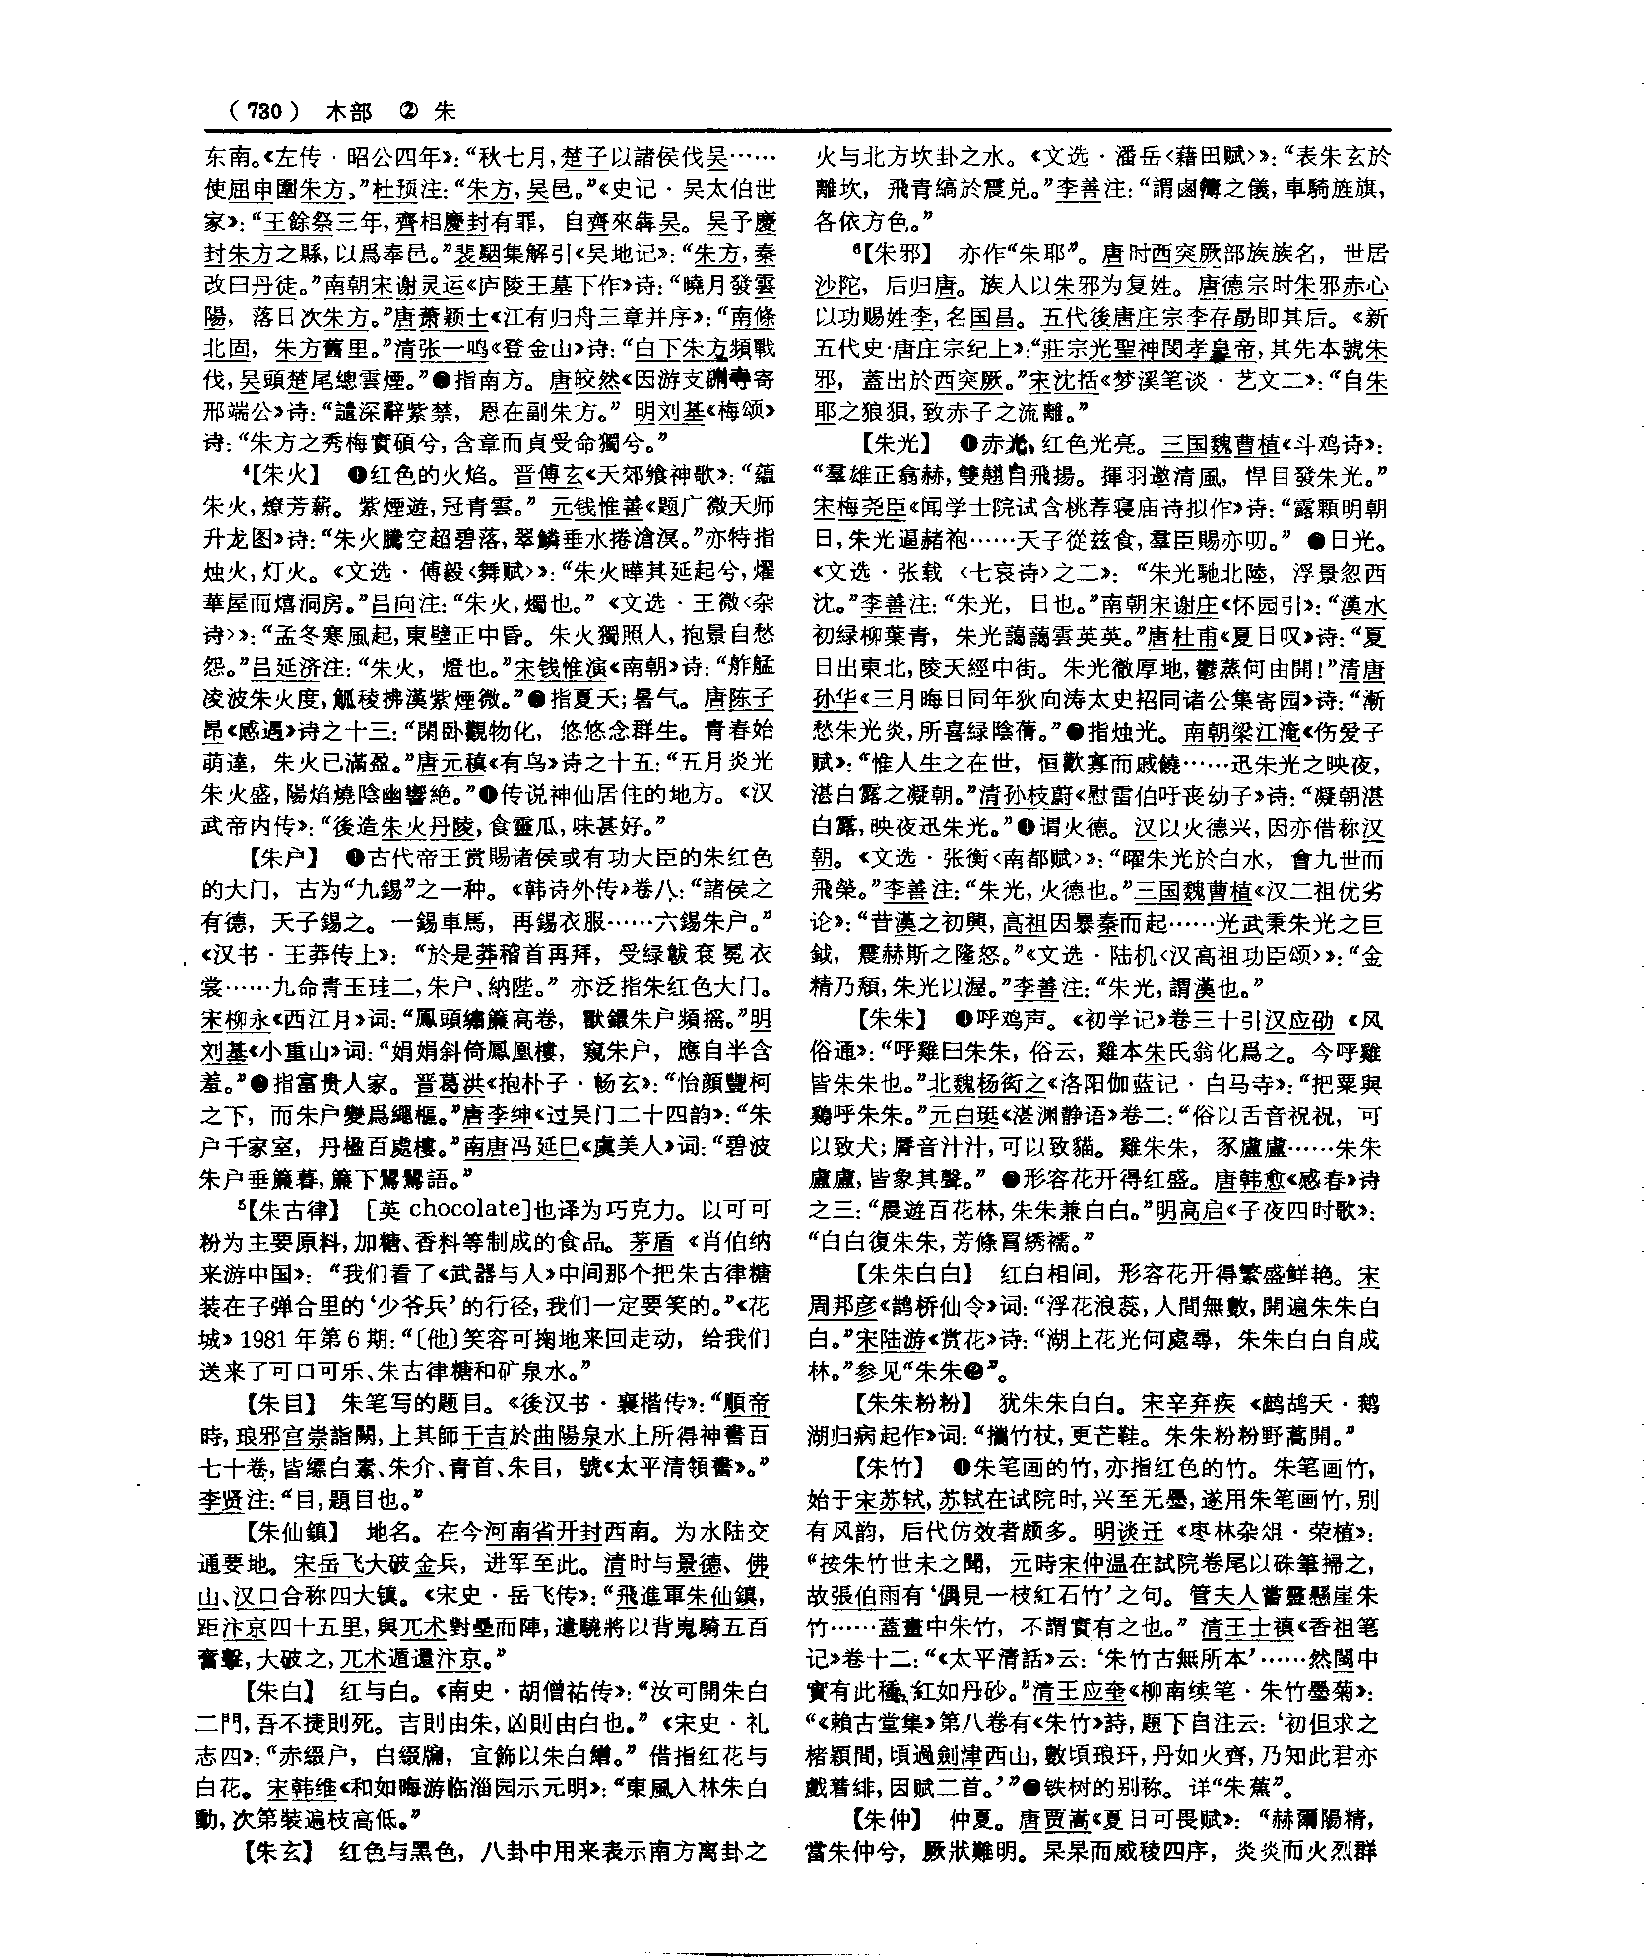 （730） 木部 ② 朱
东南。《左传·昭公四年》：“秋七月，楚子以諸侯伐吴……
使屈申圍朱方，”杜预注：“朱方，吴邑。”《史记·吴太伯世
家》：“王餘祭三年，齊相慶封有罪，自齊來犇吴。吴予慶
封朱方之縣，以爲奉邑。”裴駰集解引《吴地记》：“朱方，秦
改曰丹徒。”南朝宋谢灵运《庐陵王墓下作》诗：“曉月發雲
陽，落日次朱方。”唐萧颖士《江有归舟三章并序》：“南條
北固，朱方舊里。”清张一鸣《登金山》诗：“白下朱方頻戰
伐，吴頭楚尾總雲煙。”❷指南方。唐皎然《因游支硎寺寄
邢端公》诗：“譴深辭紫禁，恩在副朱方。”明刘基《梅颂》
诗：“朱方之秀梅實碩兮，含章而貞受命獨兮。”
⁴【朱火】 ❶红色的火焰。晋傅玄《天郊飨神歌》：“蕴
朱火，燎芳薪。紫煙遊，冠青雲。”元钱惟善《题广微天师
升龙图》诗：“朱火騰空超碧落，翠鱗垂水捲滄溟。”亦特指
烛火，灯火。《文选·傅毅〈舞赋〉》：“朱火曄其延起兮，燿
華屋而熺洞房。”吕向注：“朱火，燭也。”《文选·王微〈杂
诗〉》：“孟冬寒風起，東壁正中昏。朱火獨照人，抱景自愁
怨。”吕延济注：“朱火，燈也。”宋钱惟演《南朝》诗：“舴艋
凌波朱火度，觚稜拂漢紫煙微。”❷指夏天；暑气。唐陈子
昂《感遇》诗之十三：“閑卧觀物化，悠悠念群生。青春始
萌達，朱火已滿盈。”唐元稹《有鸟》诗之十五：“五月炎光
朱火盛，陽焰燒陰幽響絶。”❸传说神仙居住的地方。《汉
武帝内传》：“後造朱火丹陵，食靈瓜，味甚好。”
【朱户】 ❶古代帝王赏賜诸侯或有功大臣的朱红色
的大门，古为“九錫”之一种。《韩诗外传》卷八：“諸侯之
有德，天子錫之。一錫車馬，再錫衣服……六錫朱户。”
《汉书·王莽传上》：“於是莽稽首再拜，受緑韍衮冕衣
裳……九命青玉珪二，朱户、納陛。”亦泛指朱红色大门。
宋柳永《西江月》词：“鳳頭繡簾高卷，獸鐶朱户頻摇。”明
刘基《小重山》词：“娟娟斜倚鳳凰樓，窺朱户，應自半含
羞。”❷指富贵人家。晋葛洪《抱朴子·畅玄》：“怡顔豐柯
之下，而朱户變爲繩樞。”唐李绅《过吴门二十四韵》：“朱
户千家室，丹楹百處樓。”南唐冯延巳《虞美人》词：“碧波
朱户垂簾暮，簾下鶯鶯語。”
⁵【朱古律】 [英 chocolate]也译为巧克力。以可可
粉为主要原料，加糖、香料等制成的食品。茅盾《肖伯纳
来游中国》：“我们看了《武器与人》中间那个把朱古律糖
装在子弹合里的‘少爷兵’的行径，我们一定要笑的。”《花
城》1981年第6期：“〔他〕笑容可掬地来回走动，给我们
送来了可口可乐、朱古律糖和矿泉水。”
【朱目】 朱笔写的题目。《後汉书·襄楷传》：“順帝
時，琅邪宫崇詣闕，上其師于吉於曲陽泉水上所得神書百
七十卷，皆縹白素、朱介、青首、朱目，號《太平清領書》。”
李贤注：“目，題目也。”
【朱仙鎮】 地名。在今河南省开封西南。为水陆交
通要地。宋岳飞大破金兵，进军至此。清时与景德、佛
山、汉口合称四大镇。《宋史·岳飞传》：“飛進軍朱仙鎮，
距汴京四十五里，與兀术對壘而陣，遣驍將以背嵬騎五百
奮擊，大破之，兀术遁還汴京。”
【朱白】 红与白。《南史·胡僧祐传》：“汝可開朱白
二門，吾不捷則死。吉則由朱，凶則由白也。”《宋史·礼
志四》：“赤綴户，白綴牖，宜飾以朱白繒。”借指红花与
白花。宋韩维《和如晦游临淄园示元明》：“東風入林朱白
動，次第裝遍枝高低。”
【朱玄】 红色与黑色，八卦中用来表示南方离卦之
火与北方坎卦之水。《文选·潘岳〈藉田赋〉》：“表朱玄於
離坎，飛青縞於震兑。”李善注：“謂鹵簿之儀，車騎旌旗，
各依方色。”
⁶【朱邪】 亦作“朱耶”。唐时西突厥部族族名，世居
沙陀，后归唐。族人以朱邪为复姓。唐德宗时朱邪赤心
以功赐姓李，名国昌。五代後唐庄宗李存勗即其后。《新
五代史·唐庄宗纪上》：“莊宗光聖神閔孝皇帝，其先本號朱
邪，蓋出於西突厥。”宋沈括《梦溪笔谈·艺文二》：“自朱
耶之狼狽，致赤子之流離。”
【朱光】 ❶赤光，红色光亮。三国魏曹植《斗鸡诗》：
“羣雄正翕赫，雙翹自飛揚。揮羽邀清風，悍目發朱光。”
宋梅尧臣《闻学士院试含桃荐寝庙诗拟作》诗：“露顆明朝
日，朱光逼赭袍……天子從兹食，羣臣賜亦叨。”❷日光。
《文选·张载〈七哀诗〉之二》：“朱光馳北陸，浮景忽西
沈。”李善注：“朱光，日也。”南朝宋谢庄《怀园引》：“漢水
初绿柳葉青，朱光藹藹雲英英。”唐杜甫《夏日叹》诗：“夏
日出東北，陵天經中街。朱光徹厚地，鬱蒸何由開！”清唐
孙华《三月晦日同年狄向涛太史招同诸公集寄园》诗：“漸
愁朱光炎，所喜緑陰蒨。”❸指烛光。南朝梁江淹《伤爱子
赋》：“惟人生之在世，恒歡寡而戚饒……迅朱光之映夜，
湛白露之凝朝。”清孙枝蔚《慰雷伯吁丧幼子》诗：“凝朝湛
白露，映夜迅朱光。”❹谓火德。汉以火德兴，因亦借称汉
朝。《文选·张衡〈南都赋〉》：“曜朱光於白水，會九世而
飛榮。”李善注：“朱光，火德也。”三国魏曹植《汉二祖优劣
论》：“昔漢之初興，高祖因暴秦而起……光武秉朱光之巨
鉞，震赫斯之隆怒。”《文选·陆机〈汉高祖功臣颂〉》：“金
精乃頽，朱光以渥。”李善注：“朱光，謂漢也。”
【朱朱】 ❶呼鸡声。《初学记》卷三十引汉应劭《风
俗通》：“呼雞曰朱朱，俗云，雞本朱氏翁化爲之。今呼雞
皆朱朱也。”北魏杨衒之《洛阳伽蓝记·白马寺》：“把粟與
鷄呼朱朱。”元白珽《湛渊静语》卷二：“俗以舌音祝祝，可
以致犬；脣音汁汁，可以致貓。雞朱朱，豕盧盧……朱朱
盧盧，皆象其聲。”❷形容花开得红盛。唐韩愈《感春》诗
之三：“晨遊百花林，朱朱兼白白。”明高启《子夜四时歌》：
“白白復朱朱，芳條罥绣襦。”
【朱朱白白】 红白相间，形容花开得繁盛鲜艳。宋
周邦彦《鹊桥仙令》词：“浮花浪蕊，人間無數，開遍朱朱白
白。”宋陆游《赏花》诗：“湖上花光何處尋，朱朱白白自成
林。”参见“朱朱❷”。
【朱朱粉粉】 犹朱朱白白。宋辛弃疾《鹧鸪天·鹅
湖归病起作》词：“攜竹杖，更芒鞋。朱朱粉粉野蒿開。”
【朱竹】 ❶朱笔画的竹，亦指红色的竹。朱笔画竹，
始于宋苏轼，苏轼在试院时，兴至无墨，遂用朱笔画竹，别
有风韵，后代仿效者颇多。明谈迁《枣林杂俎·荣植》：
“按朱竹世未之聞，元時宋仲温在試院卷尾以硃筆掃之，
故張伯雨有‘偶見一枝紅石竹’之句。管夫人嘗畫懸崖朱
竹……蓋畫中朱竹，不謂實有之也。”清王士禛《香祖笔
记》卷十二：“《太平清話》云：‘朱竹古無所本’……然閩中
實有此種，紅如丹砂。”清王应奎《柳南续笔·朱竹墨菊》：
“《賴古堂集》第八卷有《朱竹》詩，題下自注云：‘初但求之
楮穎間，頃過劍津西山，數頃琅玕，丹如火齊，乃知此君亦
戲着緋，因赋二首。’”❷铁树的别称。详“朱蕉”。
【朱仲】 仲夏。唐贾嵩《夏日可畏赋》：“赫爾陽精，
當朱仲兮，厥狀難明。杲杲而威稜四序，炎炎而火烈群